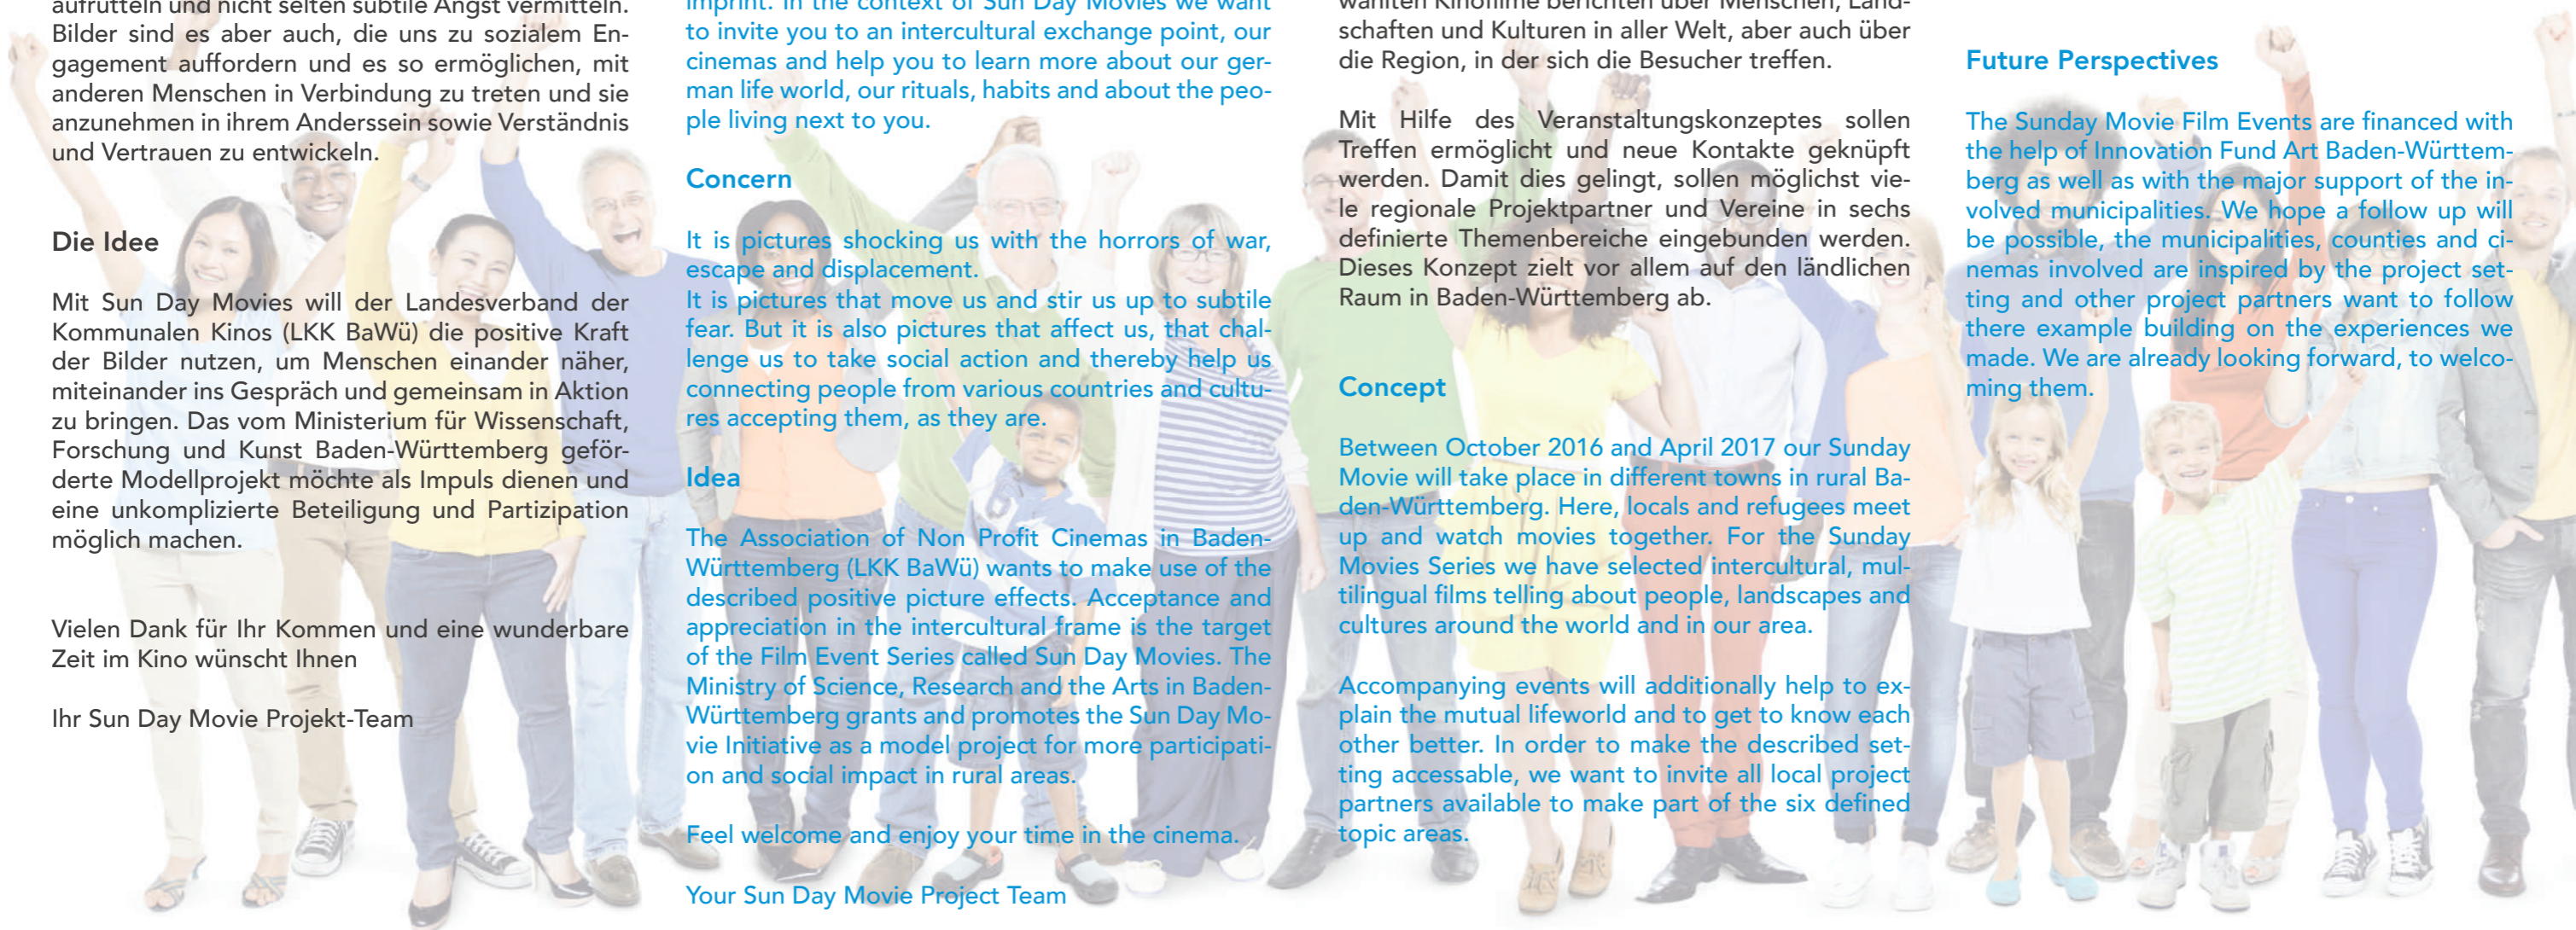 aufrütteln und nicht selten subtile Angst vermitteln.
Bilder sind es aber auch, die uns zu sozialem En-
gagement auffordern und es so ermöglichen, mit
anderen Menschen in Verbindung zu treten und sie
anzunehmen in ihrem Anderssein sowie Verständnis
und Vertrauen zu entwickeln.
Die Idee
Mit Sun Day Movies will der Landesverband der
Kommunalen Kinos (LKK BaWü) die positive Kraft
der Bilder nutzen, um Menschen einander näher,
miteinander ins Gespräch und gemeinsam in Aktion
zu bringen. Das vom Ministerium für Wissenschaft,
Forschung und Kunst Baden-Württemberg geför-
derte Modellprojekt möchte als Impuls dienen und
eine unkomplizierte Beteiligung und Partizipation
möglich machen.
Vielen Dank für Ihr Kommen und eine wunderbare
Zeit im Kino wünscht Ihnen
Ihr Sun Day Movie Projekt-Team
imprint. In the context of Sun Day Movies we want
to invite you to an intercultural exchange point, our
cinemas and help you to learn more about our ger-
man life world, our rituals, habits and about the peo-
ple living next to you.
Concern
It is pictures shocking us with the horrors of war,
escape and displacement.
It is pictures that move us and stir us up to subtile
fear. But it is also pictures that affect us, that chal-
lenge us to take social action and thereby help us
connecting people from various countries and cultu-
res accepting them, as they are.
Idea
The Association of Non Profit Cinemas in Baden-
Württemberg (LKK BaWü) wants to make use of the
described positive picture effects. Acceptance and
appreciation in the intercultural frame is the target
of the Film Event Series called Sun Day Movies. The
Ministry of Science, Research and the Arts in Baden-
Württemberg grants and promotes the Sun Day Mo-
vie Initiative as a model project for more participati-
on and social impact in rural areas.
Feel welcome and enjoy your time in the cinema.
Your Sun Day Movie Project Team
wählten Kinofilme berichten über Menschen, Land-
schaften und Kulturen in aller Welt, aber auch über
die Region, in der sich die Besucher treffen.
Mit Hilfe des Veranstaltungskonzeptes sollen
Treffen ermöglicht und neue Kontakte geknüpft
werden. Damit dies gelingt, sollen möglichst vie-
le regionale Projektpartner und Vereine in sechs
definierte Themenbereiche eingebunden werden.
Dieses Konzept zielt vor allem auf den ländlichen
Raum in Baden-Württemberg ab.
Concept
Between October 2016 and April 2017 our Sunday
Movie will take place in different towns in rural Ba-
den-Württemberg. Here, locals and refugees meet
up and watch movies together. For the Sunday
Movies Series we have selected intercultural, mul-
tilingual films telling about people, landscapes and
cultures around the world and in our area.
Accompanying events will additionally help to ex-
plain the mutual lifeworld and to get to know each
other better. In order to make the described set-
ting accessable, we want to invite all local project
partners available to make part of the six defined
topic areas.
Future Perspectives
The Sunday Movie Film Events are financed with
the help of Innovation Fund Art Baden-Württem-
berg as well as with the major support of the in-
volved municipalities. We hope a follow up will
be possible, the municipalities, counties and ci-
nemas involved are inspired by the project set-
ting and other project partners want to follow
there example building on the experiences we
made. We are already looking forward, to welco-
ming them.